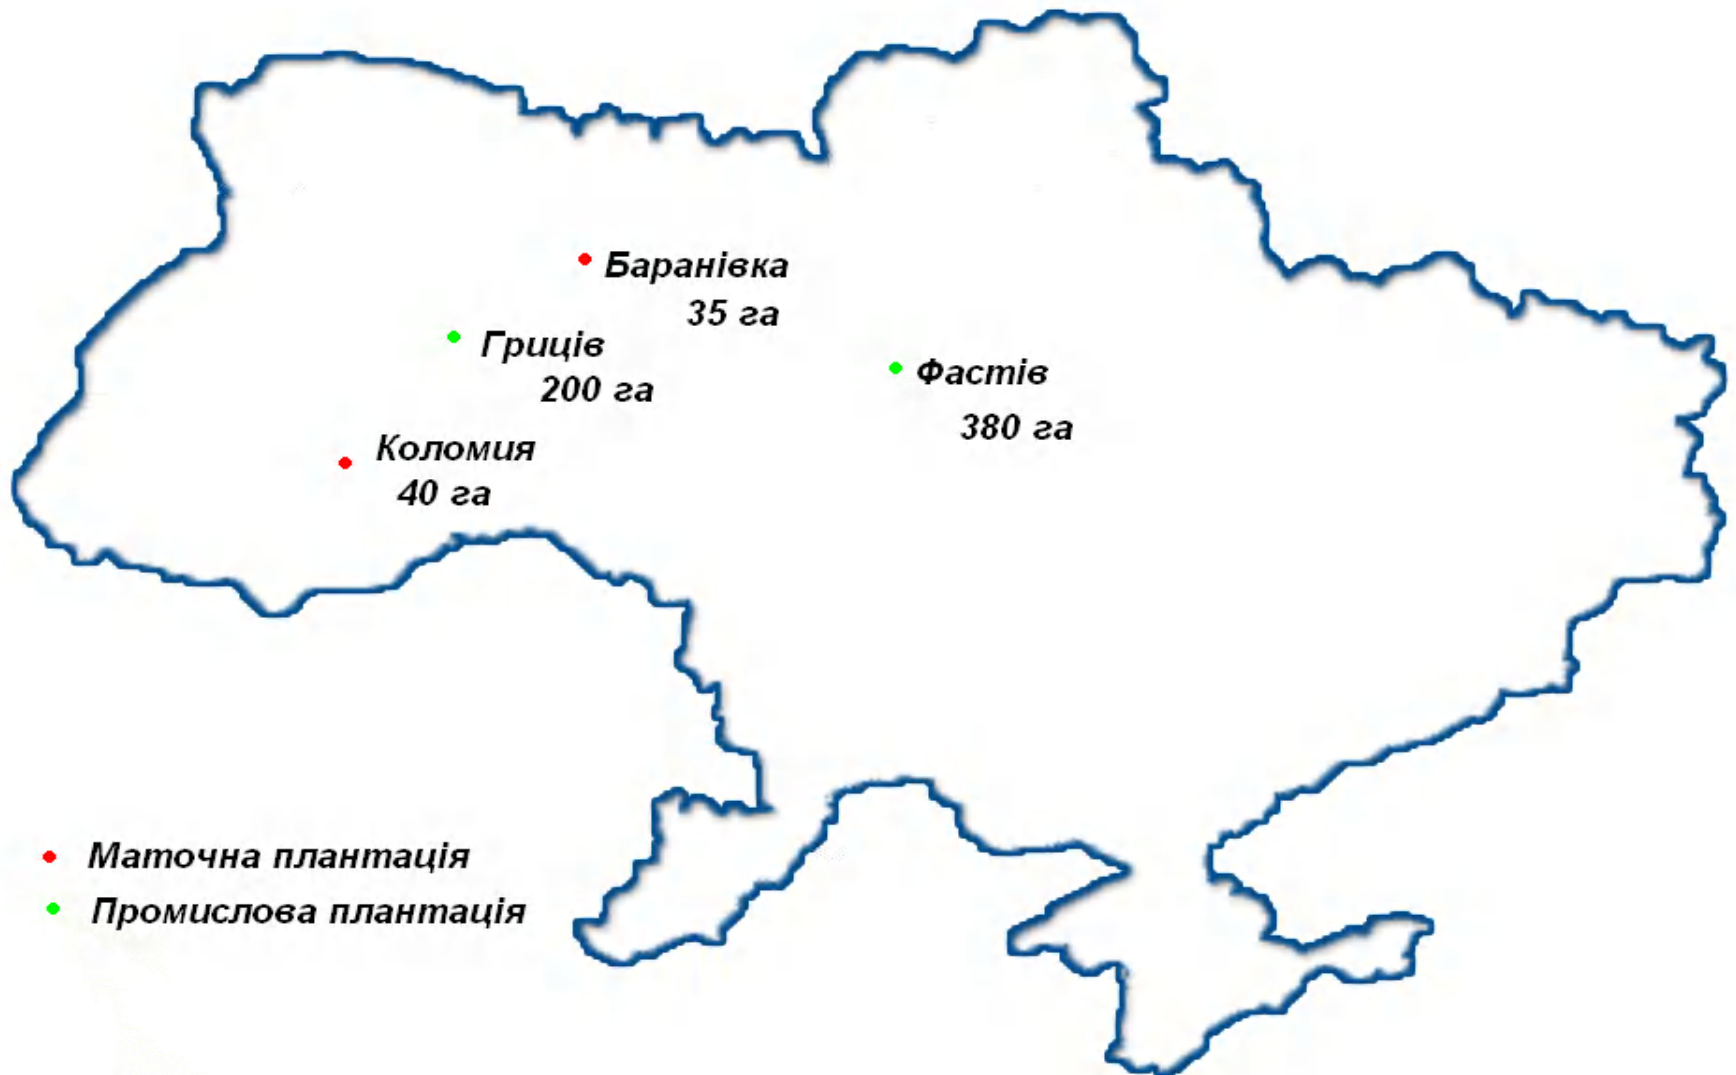 Баранівка
35 га
Гриців
200 га
Фастів
380 га
Коломия
40 га
Маточна плантація
Промислова плантація